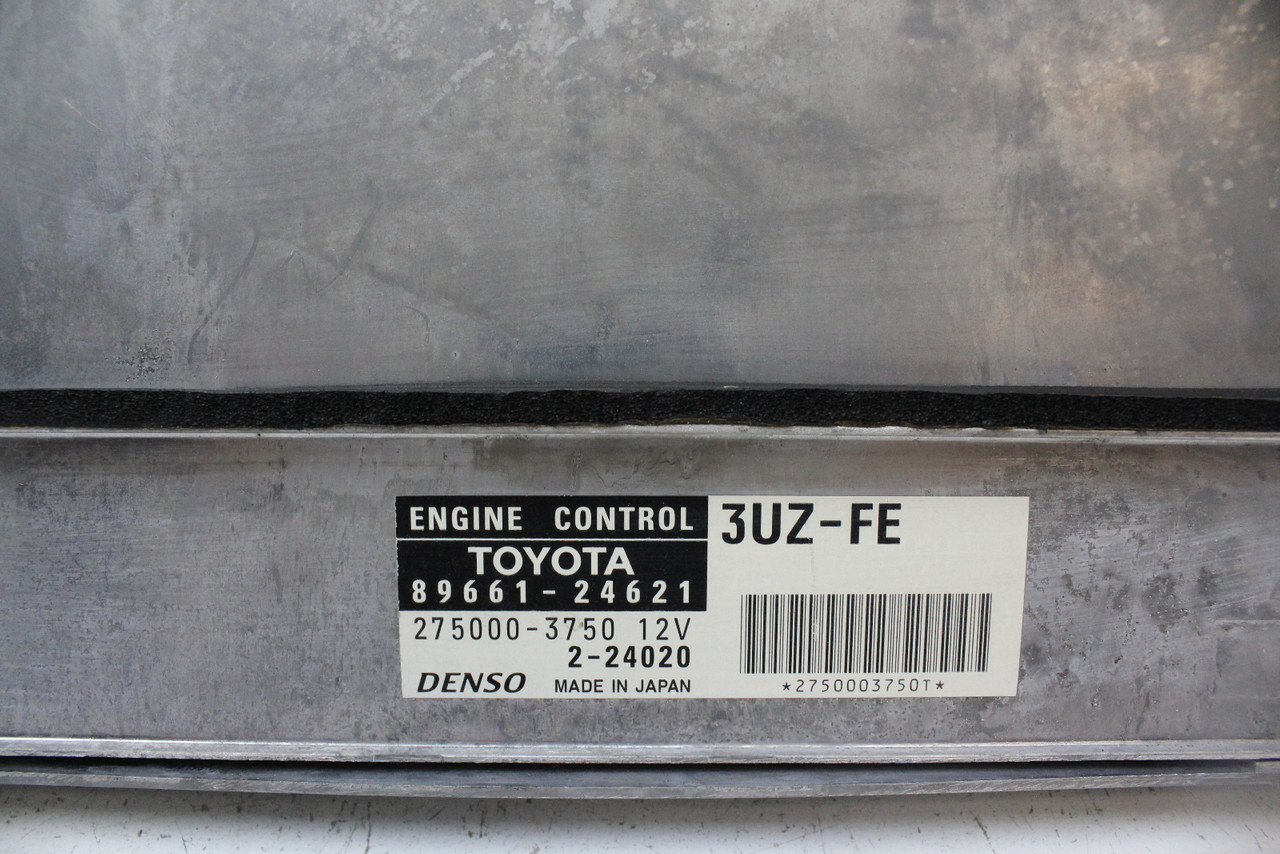 ENGINE CONTROL
TOYOTA
89661-24621
275000-3750 12V
2-24020
DENSO MADE IN JAPAN
3UZ-FE
*2750003750T*